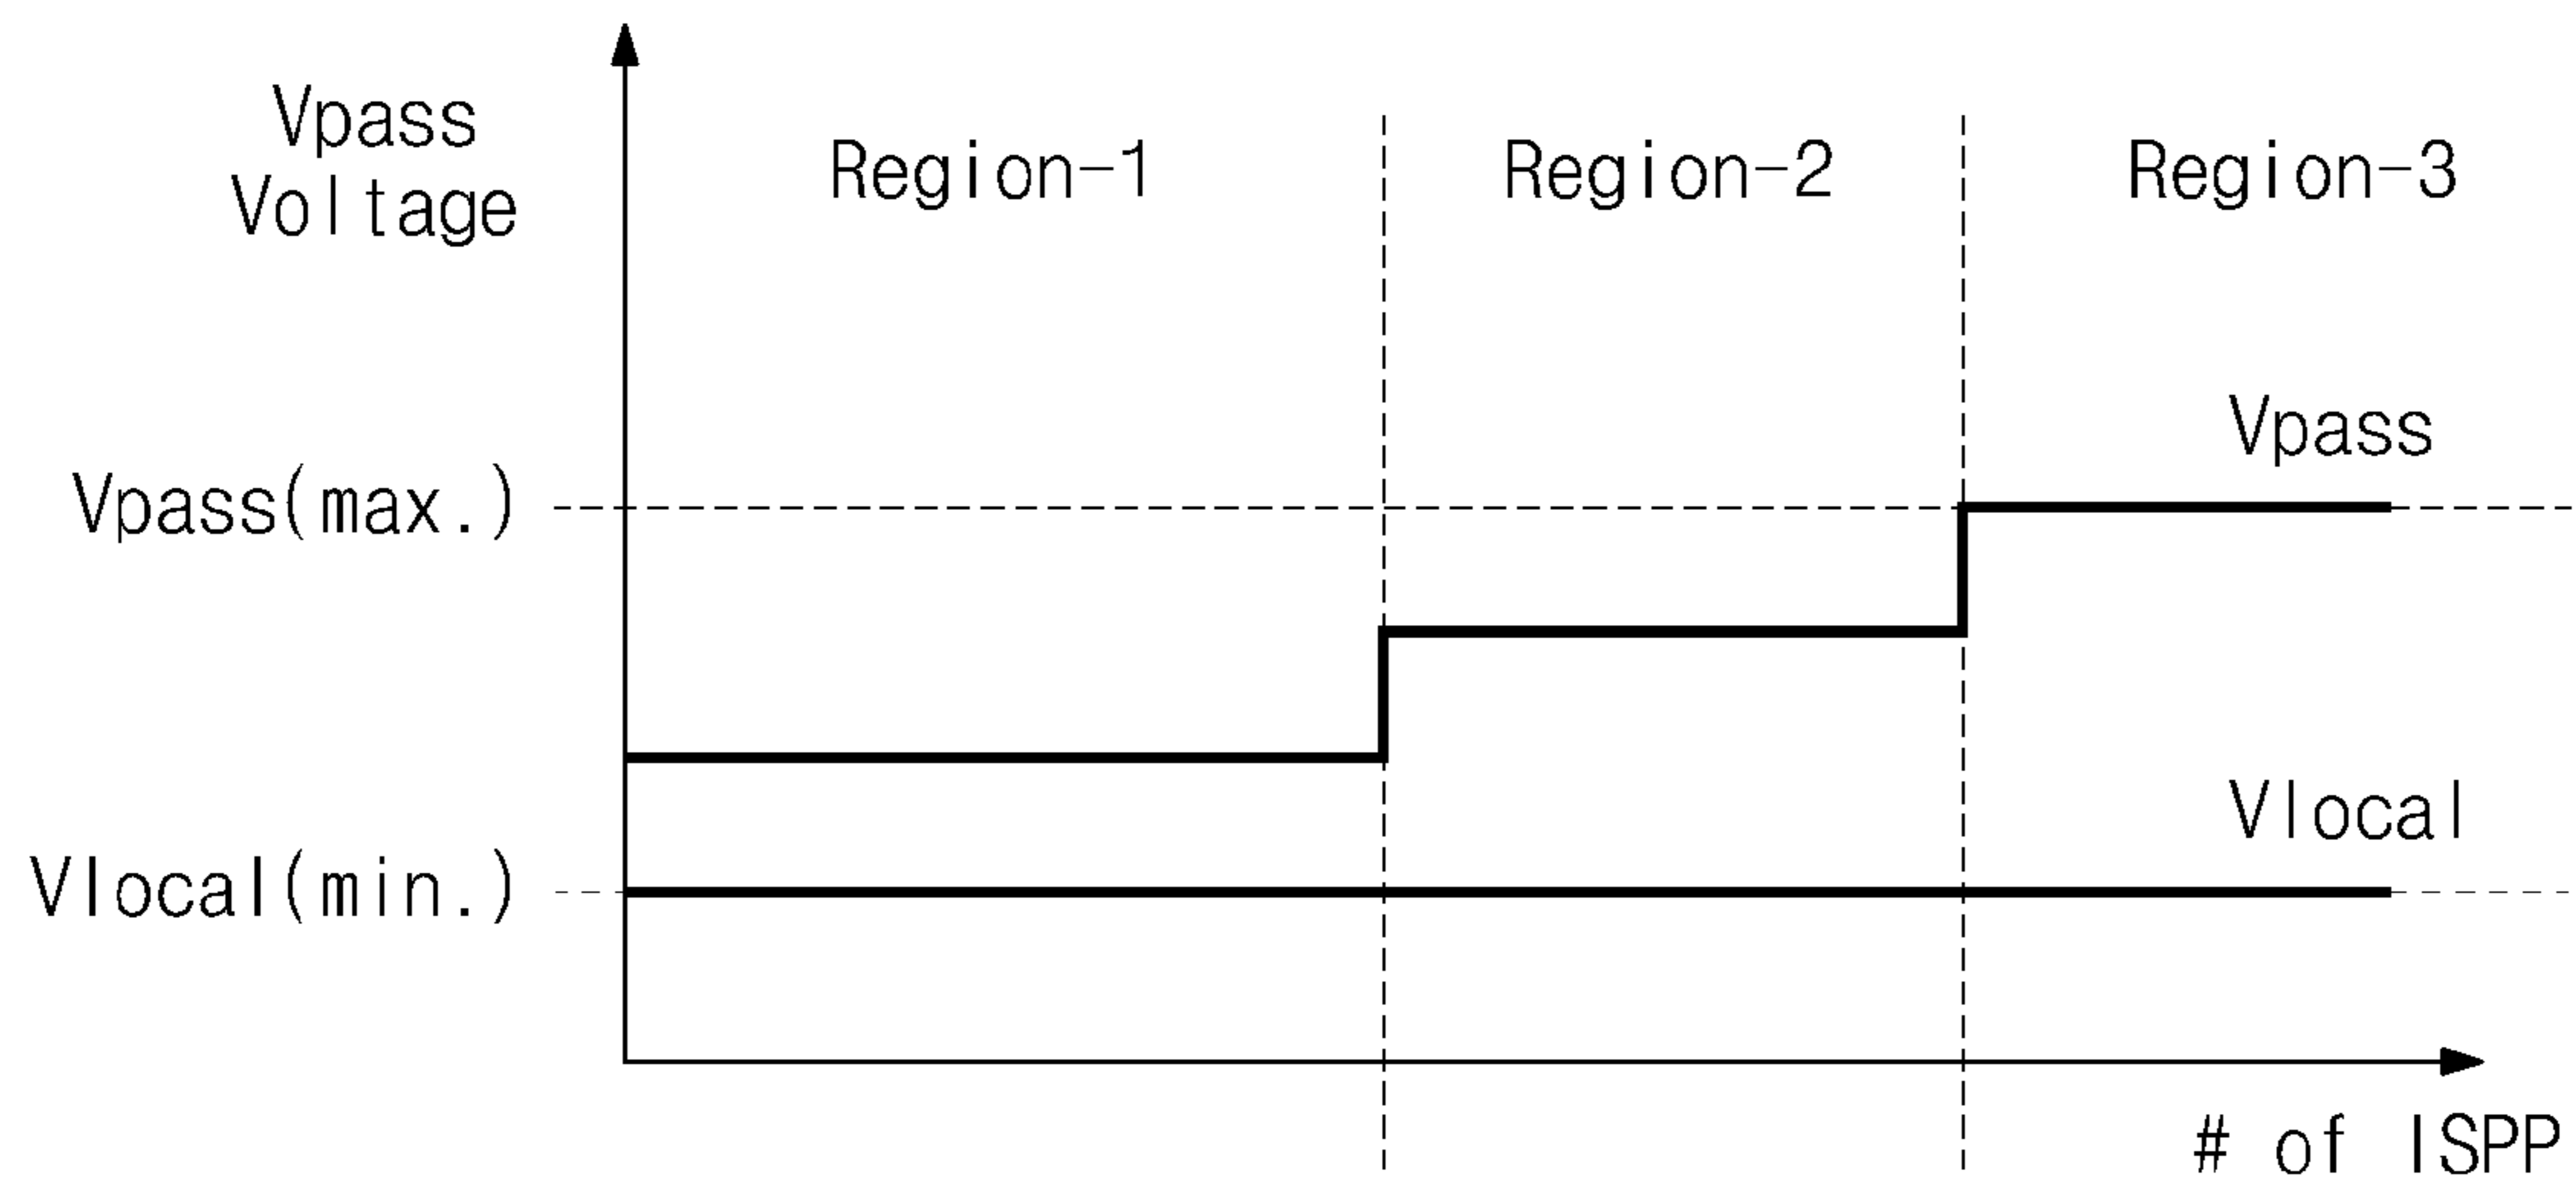 Vpass
Voltage
Region-1
Region-2
Region-3
Vpass
Vpass(max.)
Vlocal
Vlocal(min.)
# of ISPP